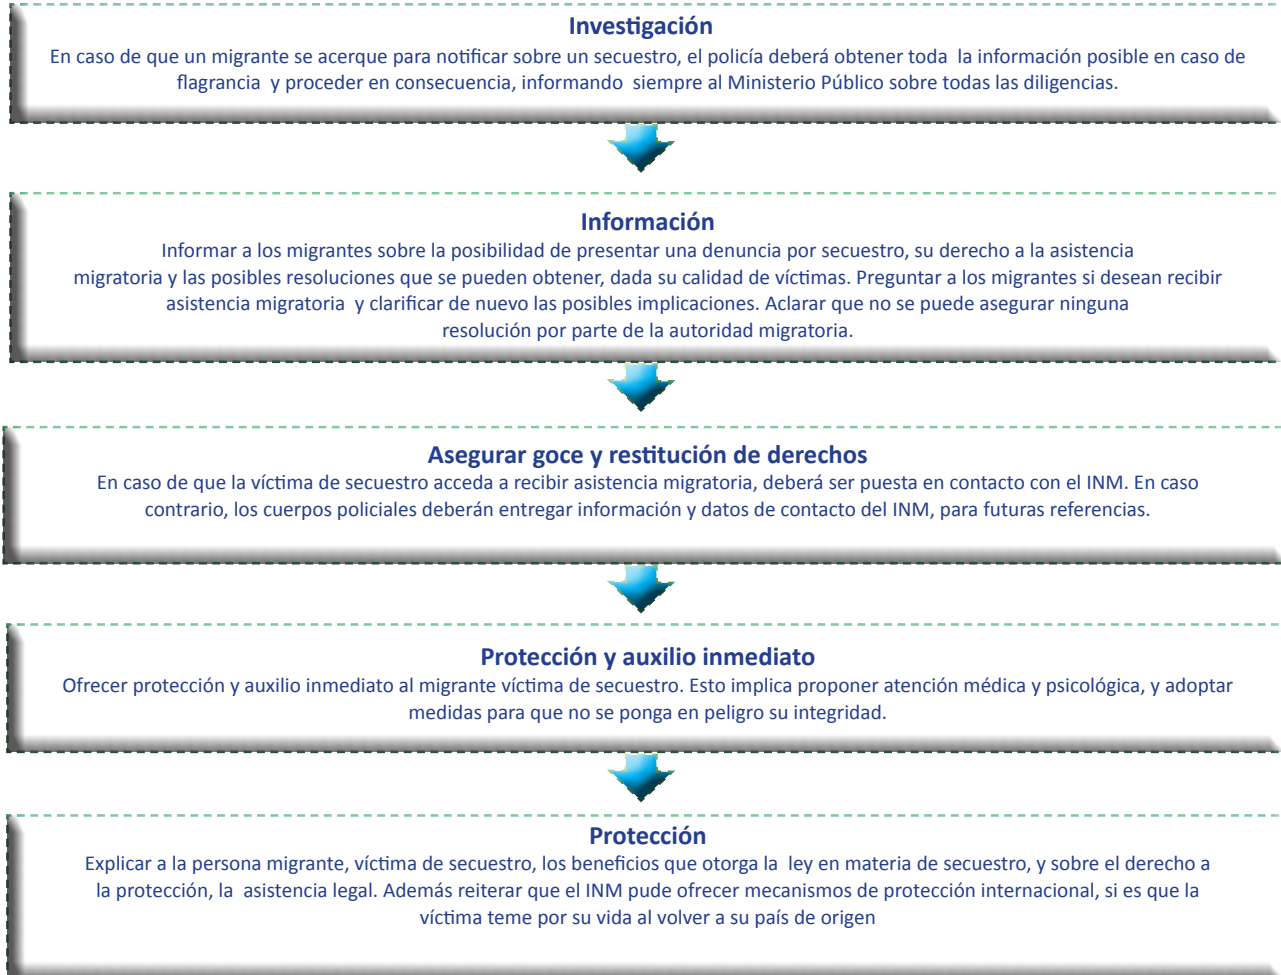 Investigación
En caso de que un migrante se acerque para notificar sobre un secuestro, el policía deberá obtener toda la información posible en caso de
flagrancia y proceder en consecuencia, informando siempre al Ministerio Público sobre todas las diligencias.
Información
Informar a los migrantes sobre la posibilidad de presentar una denuncia por secuestro, su derecho a la asistencia
migratoria y las posibles resoluciones que se pueden obtener, dada su calidad de víctimas. Preguntar a los migrantes si desean recibir
asistencia migratoria y clarificar de nuevo las posibles implicaciones. Aclarar que no se puede asegurar ninguna
resolución por parte de la autoridad migratoria.
Asegurar goce y restitución de derechos
En caso de que la víctima de secuestro acceda a recibir asistencia migratoria, deberá ser puesta en contacto con el INM. En caso
contrario, los cuerpos policiales deberán entregar información y datos de contacto del INM, para futuras referencias.
Protección y auxilio inmediato
Ofrecer protección y auxilio inmediato al migrante víctima de secuestro. Esto implica proponer atención médica y psicológica, y adoptar
medidas para que no se ponga en peligro su integridad.
Protección
Explicar a la persona migrante, víctima de secuestro, los beneficios que otorga la ley en materia de secuestro, y sobre el derecho a
la protección, la asistencia legal. Además reiterar que el INM pude ofrecer mecanismos de protección internacional, si es que la
víctima teme por su vida al volver a su país de origen